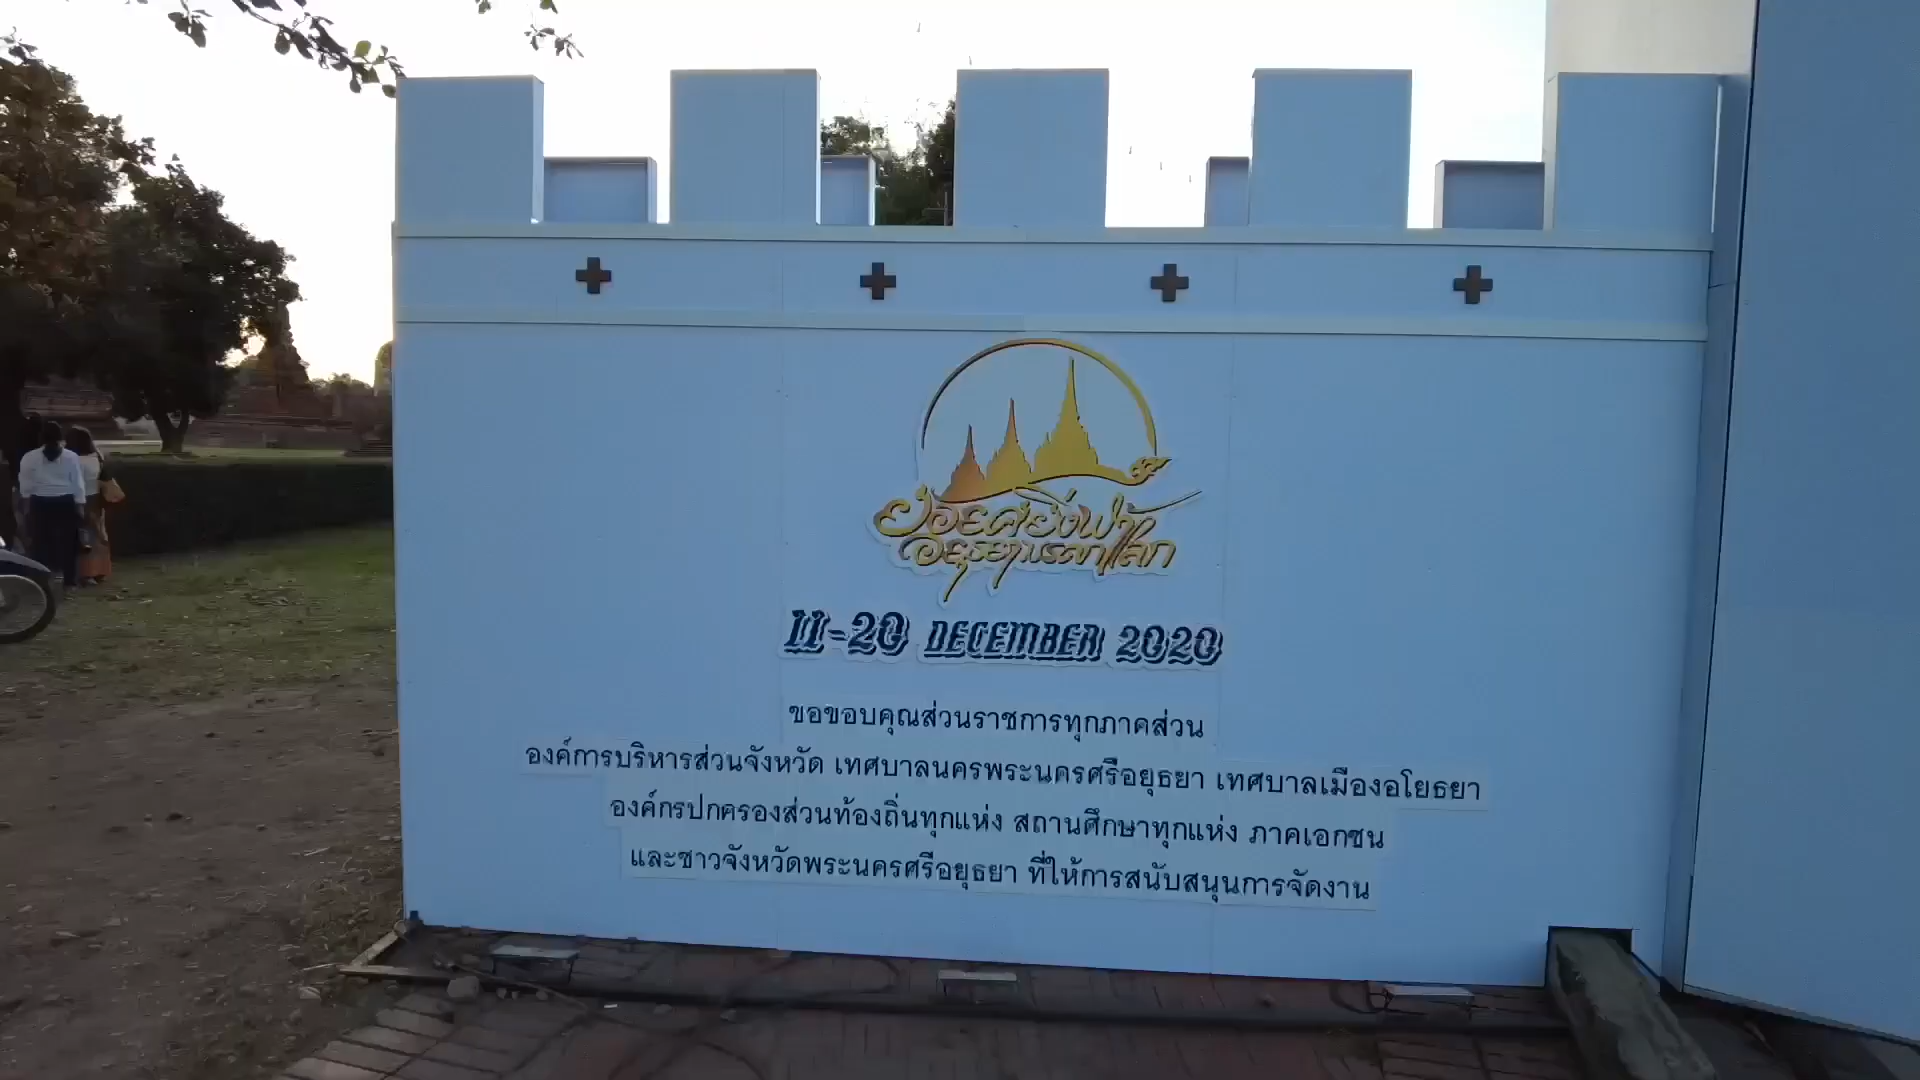 ยอยศยิ่งฟ้า
อยุธยามรดกโลก
11-20 DECEMBER 2020
ขอขอบคุณส่วนราชการทุกภาคส่วน
องค์การบริหารส่วนจังหวัด เทศบาลนครพระนครศรีอยุธยา เทศบาลเมืองอโยธยา
องค์กรปกครองส่วนท้องถิ่นทุกแห่ง สถานศึกษาทุกแห่ง ภาคเอกชน
และชาวจังหวัดพระนครศรีอยุธยา ที่ให้การสนับสนุนการจัดงาน